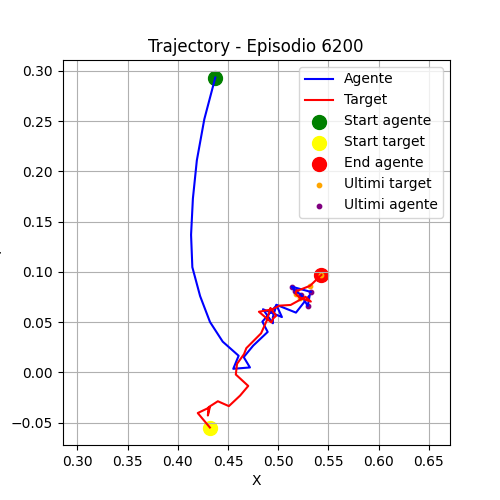 Trajectory - Episodio 6200
0.30
0.25
0.20
0.15
0.10
0.05
0.00
−0.05
Agente
Target
Start agente
Start target
End agente
Ultimi target
Ultimi agente
0.30 0.35 0.40 0.45 0.50 0.55 0.60 0.65
X